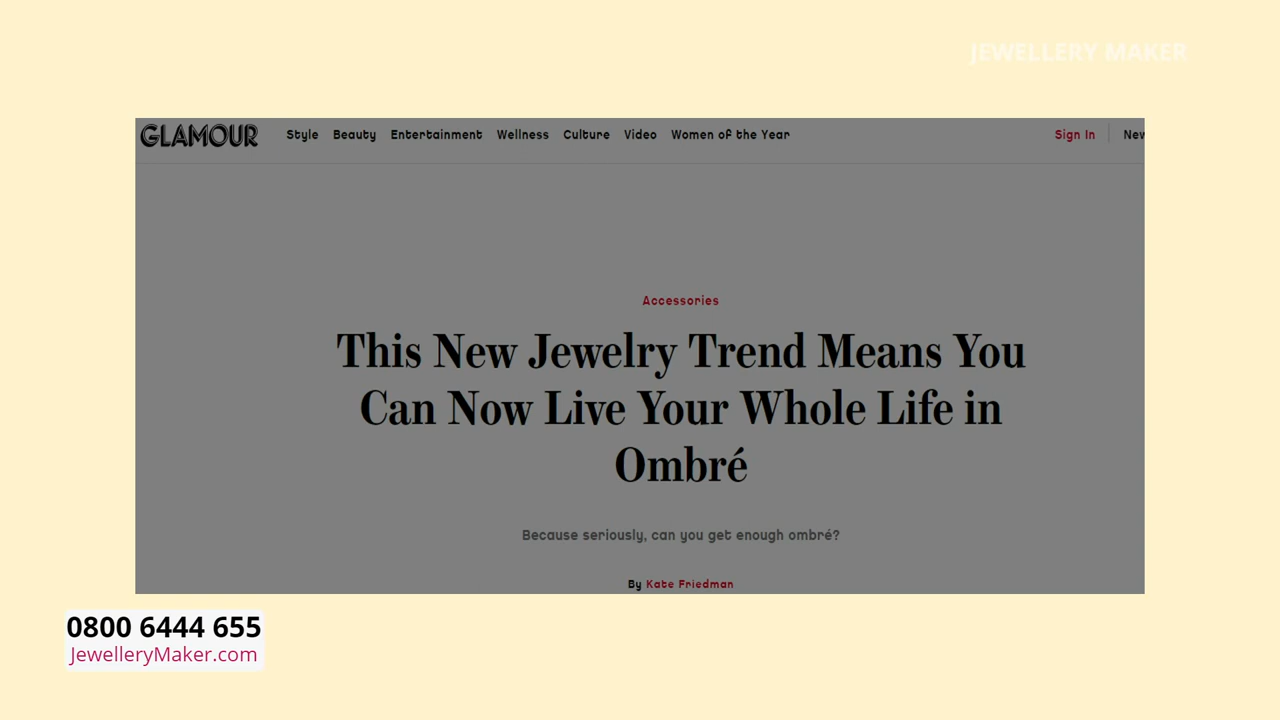 JEWELLERY MAKER
GLAMOUR Style Beauty Entertainment Wellness Culture Video Women of the Year Sign In
Accessories
This New Jewelry Trend Means You
Can Now Live Your Whole Life in
Ombré
Because seriously, can you get enough ombré?
By Kate Friedman
0800 6444 655
JewelleryMaker.com